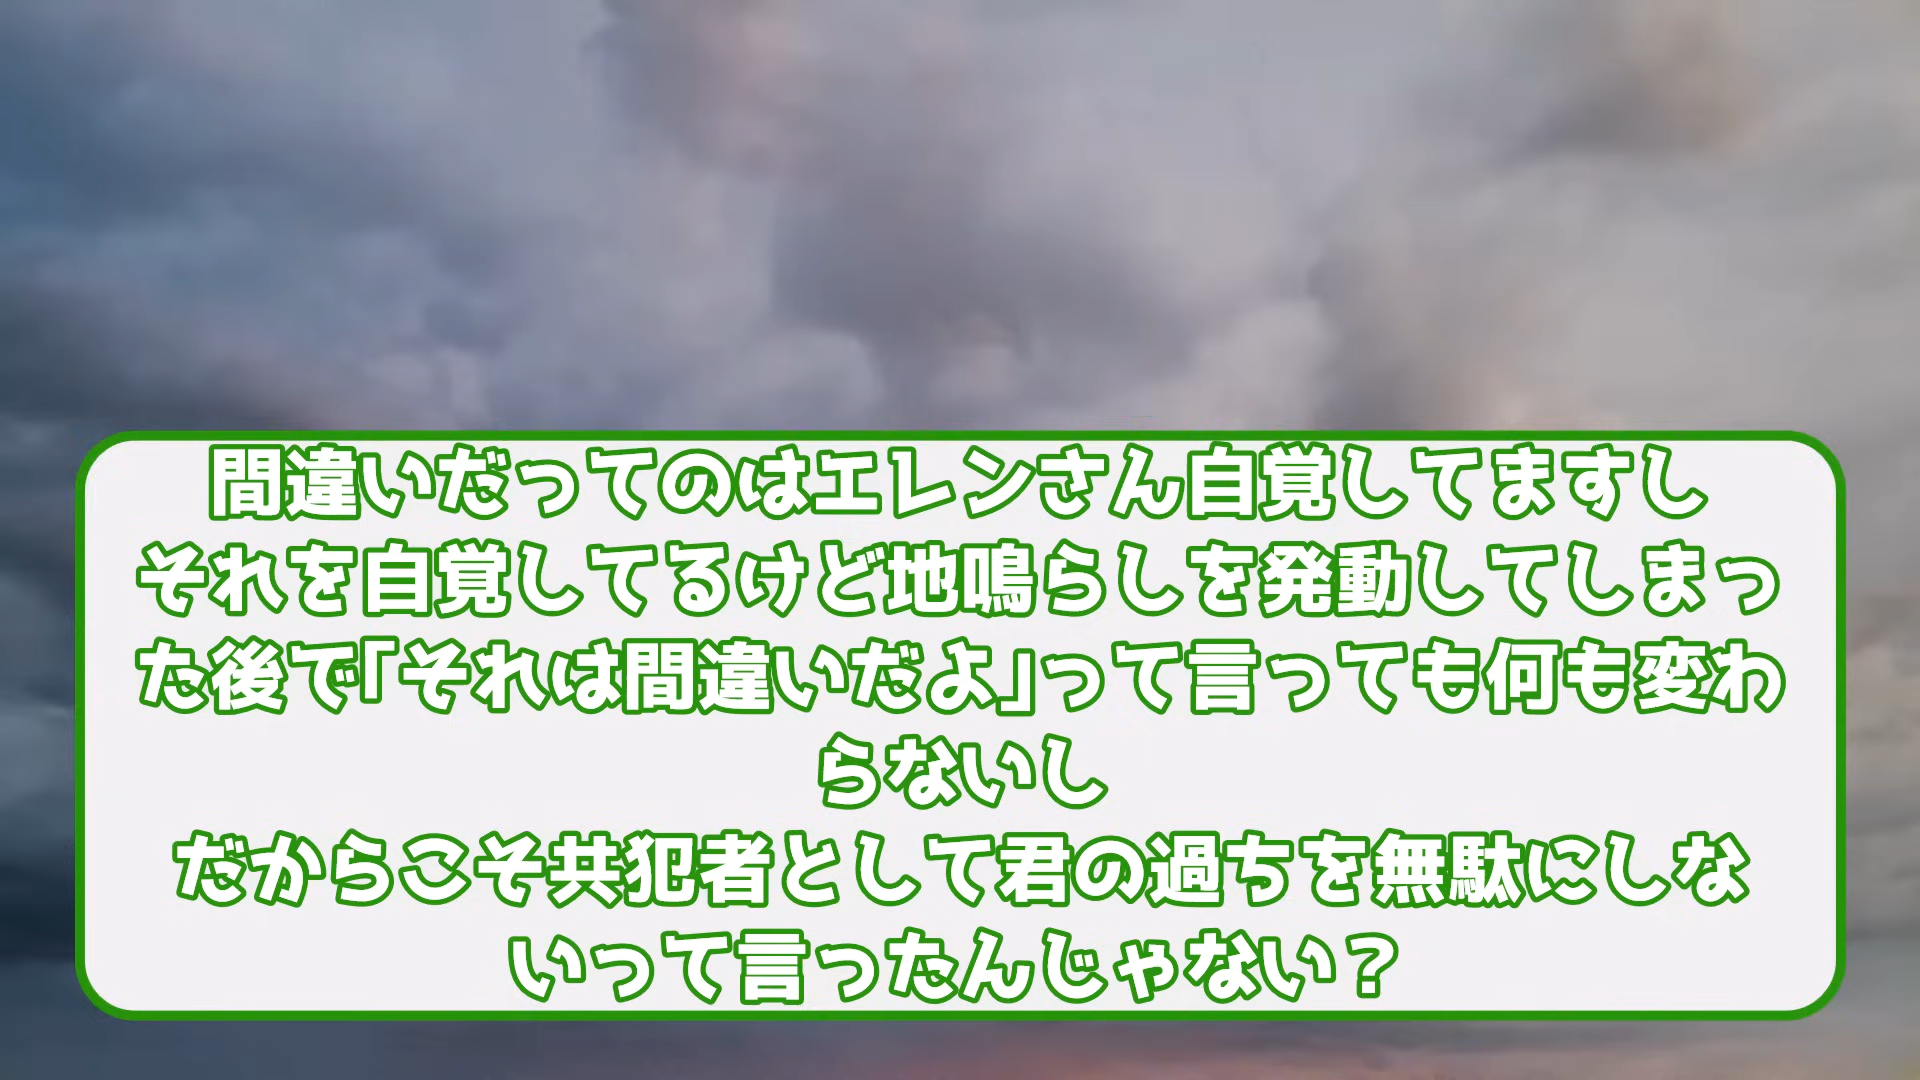 間違いだってのはエレンさん自覚してますし
それを自覚してるけど地鳴らしを発動してしまっ
た後で｢それは間違いだよ｣って言っても何も変わ
らないし
だからこそ共犯者として君の過ちを無駄にしな
いって言ったんじゃない？